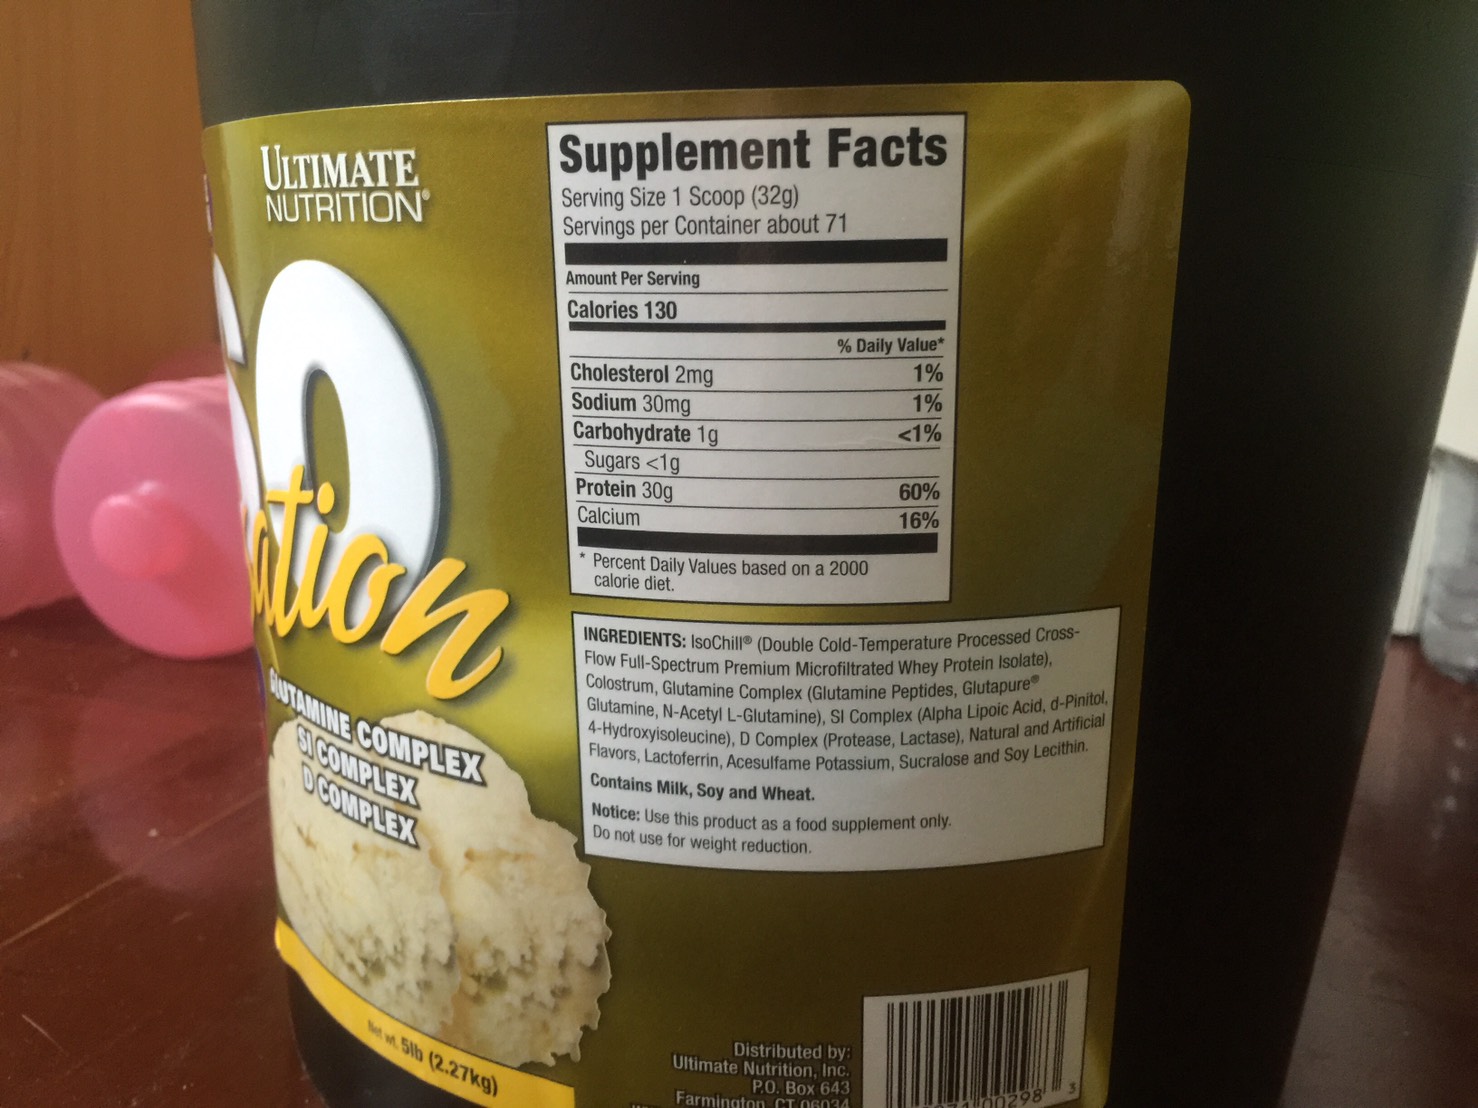 ULTIMATE
NUTRITION®
ation
GLUTAMINE COMPLEX
SI COMPLEX
D COMPLEX
Net wt. 5lb (2.27kg)
Supplement Facts
Serving Size 1 Scoop (32g)
Servings per Container about 71
Amount Per Serving
Calories 130
% Daily Value*
Cholesterol 2mg 1%
Sodium 30mg 1%
Carbohydrate 1g <1%
Sugars <1g
Protein 30g 60%
Calcium 16%
* Percent Daily Values based on a 2000
calorie diet.
INGREDIENTS: IsoChill® (Double Cold-Temperature Processed Cross-
Flow Full-Spectrum Premium Microfiltrated Whey Protein Isolate),
Colostrum, Glutamine Complex (Glutamine Peptides, Glutapure®
Glutamine, N-Acetyl L-Glutamine), SI Complex (Alpha Lipoic Acid, d-Pinitol,
4-Hydroxyisoleucine), D Complex (Protease, Lactase), Natural and Artificial
Flavors, Lactoferrin, Acesulfame Potassium, Sucralose and Soy Lecithin.
Contains Milk, Soy and Wheat.
Notice: Use this product as a food supplement only.
Do not use for weight reduction.
Distributed by:
Ultimate Nutrition, Inc.
P.O. Box 643
Farmington, CT 06034
00298 3